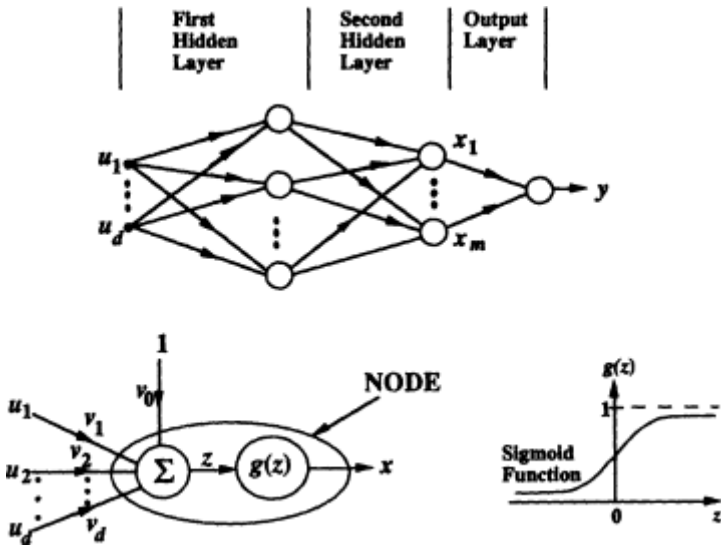 First Hidden Layer
Second Hidden Layer
Output Layer
u1
ud
x1
xm
y
1
v0
NODE
u1
v1
u2
v2
ud
vd
Σ
z
g(z)
x
g(z)
1
Sigmoid Function
0
z